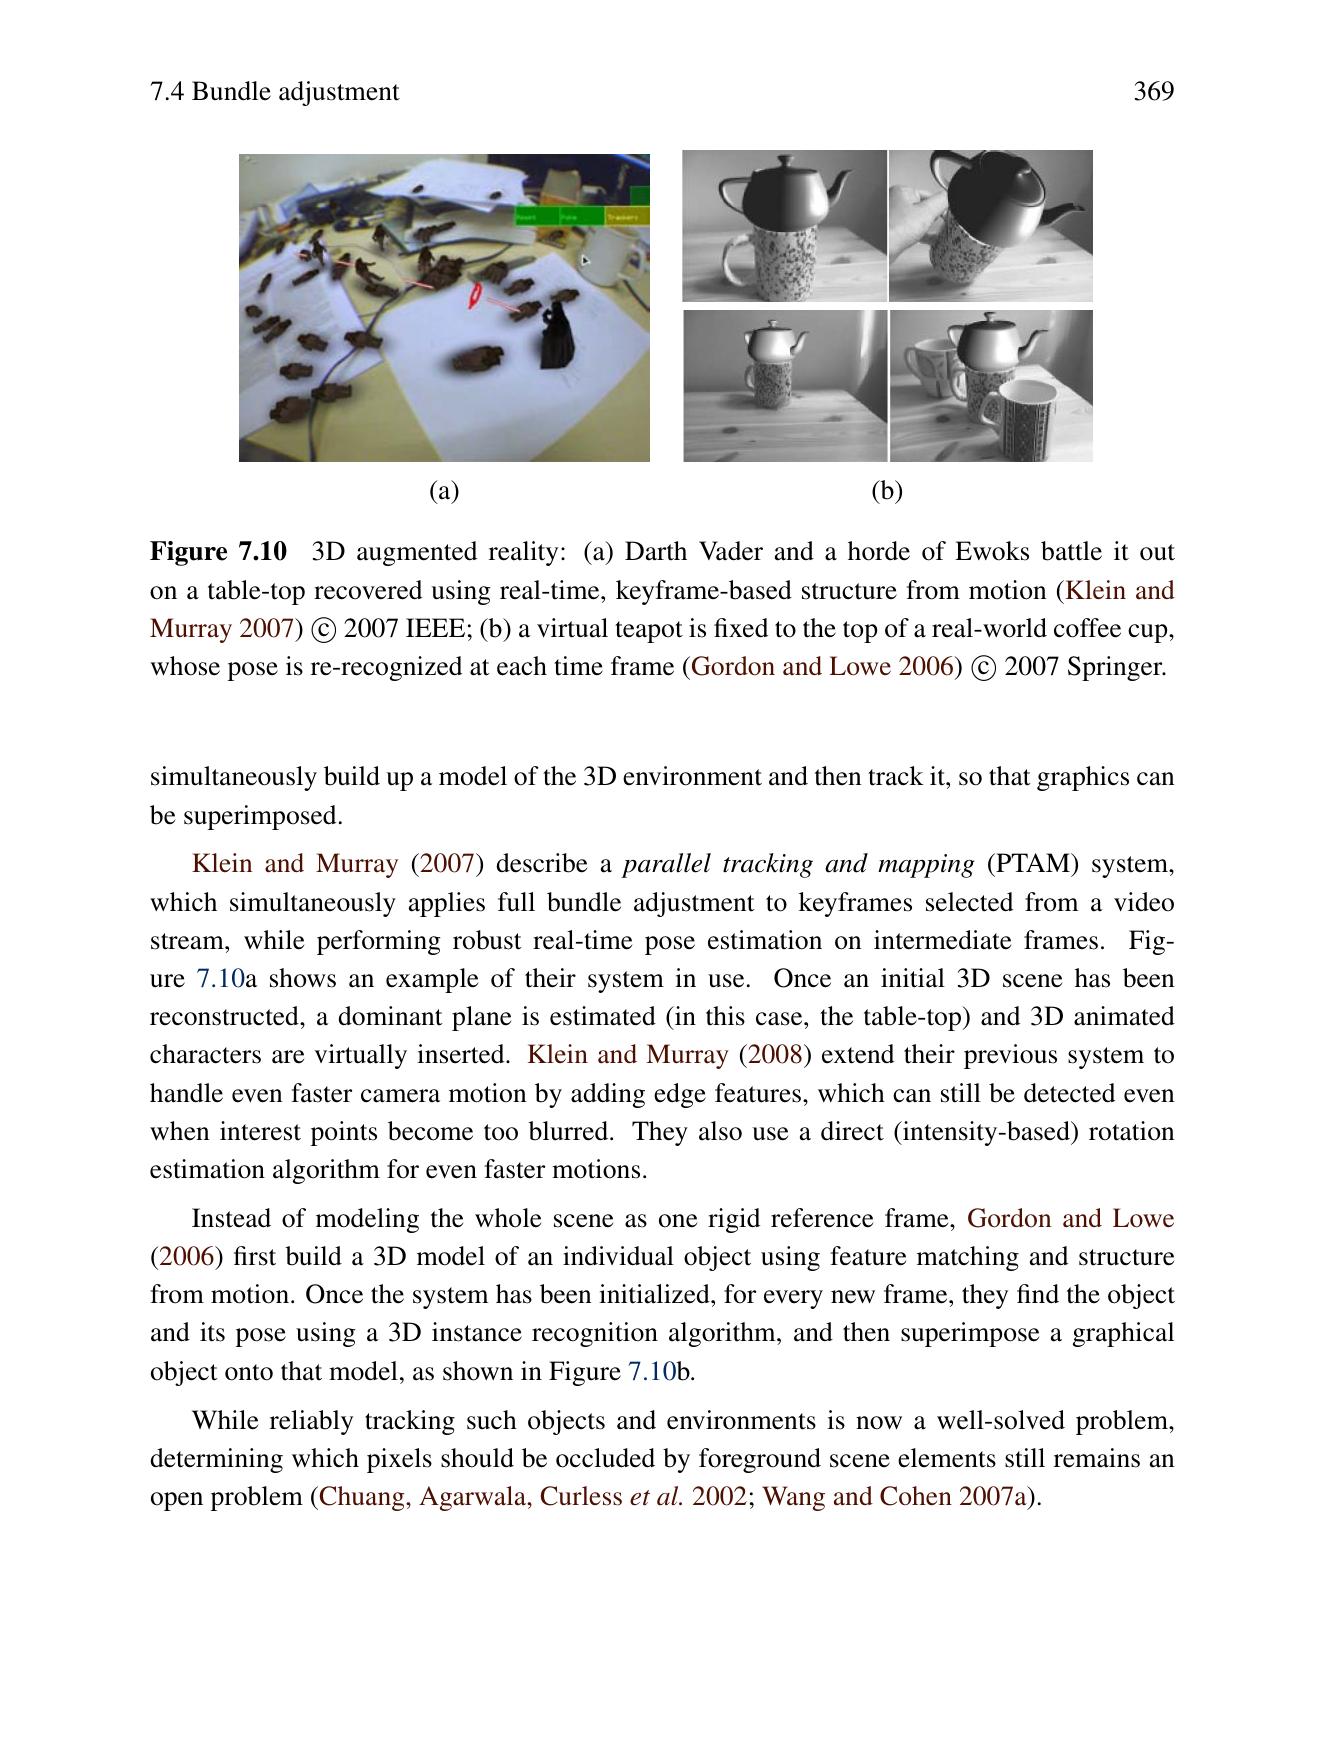 7.4 Bundle adjustment 369
(a) (b)
Figure 7.10 3D augmented reality: (a) Darth Vader and a horde of Ewoks battle it out
on a table-top recovered using real-time, keyframe-based structure from motion (Klein and
Murray 2007) © 2007 IEEE; (b) a virtual teapot is fixed to the top of a real-world coffee cup,
whose pose is re-recognized at each time frame (Gordon and Lowe 2006) © 2007 Springer.
simultaneously build up a model of the 3D environment and then track it, so that graphics can
be superimposed.
Klein and Murray (2007) describe a parallel tracking and mapping (PTAM) system,
which simultaneously applies full bundle adjustment to keyframes selected from a video
stream, while performing robust real-time pose estimation on intermediate frames. Fig-
ure 7.10a shows an example of their system in use. Once an initial 3D scene has been
reconstructed, a dominant plane is estimated (in this case, the table-top) and 3D animated
characters are virtually inserted. Klein and Murray (2008) extend their previous system to
handle even faster camera motion by adding edge features, which can still be detected even
when interest points become too blurred. They also use a direct (intensity-based) rotation
estimation algorithm for even faster motions.
Instead of modeling the whole scene as one rigid reference frame, Gordon and Lowe
(2006) first build a 3D model of an individual object using feature matching and structure
from motion. Once the system has been initialized, for every new frame, they find the object
and its pose using a 3D instance recognition algorithm, and then superimpose a graphical
object onto that model, as shown in Figure 7.10b.
While reliably tracking such objects and environments is now a well-solved problem,
determining which pixels should be occluded by foreground scene elements still remains an
open problem (Chuang, Agarwala, Curless et al. 2002; Wang and Cohen 2007a).